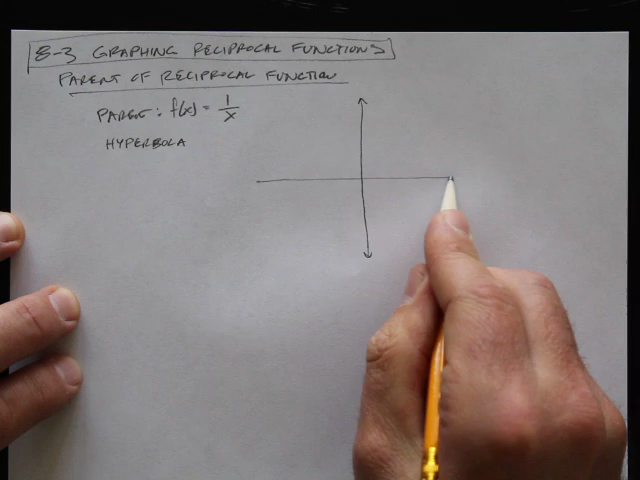 8-3 GRAPHING RECIPROCAL FUNCTIONS
PARENT OF RECIPROCAL FUNCTION
PARENT: f(x) = 1/x
HYPERBOLA